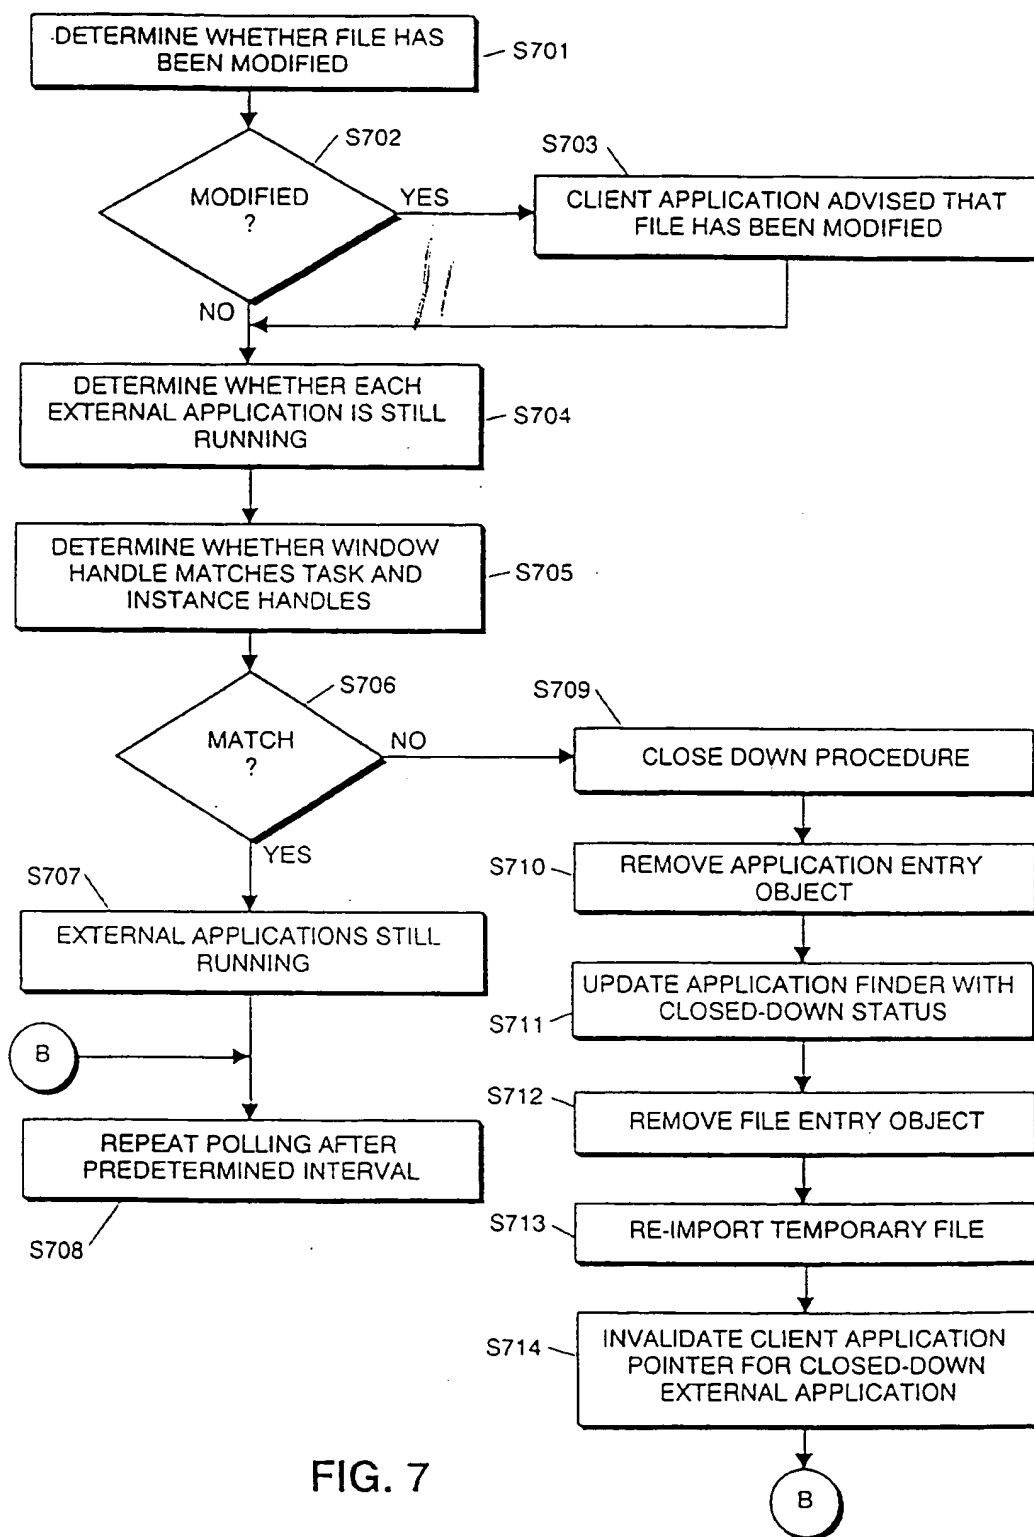 DETERMINE WHETHER FILE HAS
BEEN MODIFIED
S701
S702
MODIFIED
?
YES
NO
S703
CLIENT APPLICATION ADVISED THAT
FILE HAS BEEN MODIFIED
DETERMINE WHETHER EACH
EXTERNAL APPLICATION IS STILL
RUNNING
S704
DETERMINE WHETHER WINDOW
HANDLE MATCHES TASK AND
INSTANCE HANDLES
S705
S706
MATCH
?
NO
YES
S707
EXTERNAL APPLICATIONS STILL
RUNNING
B
REPEAT POLLING AFTER
PREDETERMINED INTERVAL
S708
S709
CLOSE DOWN PROCEDURE
S710
REMOVE APPLICATION ENTRY
OBJECT
S711
UPDATE APPLICATION FINDER WITH
CLOSED-DOWN STATUS
S712
REMOVE FILE ENTRY OBJECT
S713
RE-IMPORT TEMPORARY FILE
S714
INVALIDATE CLIENT APPLICATION
POINTER FOR CLOSED-DOWN
EXTERNAL APPLICATION
B
FIG. 7